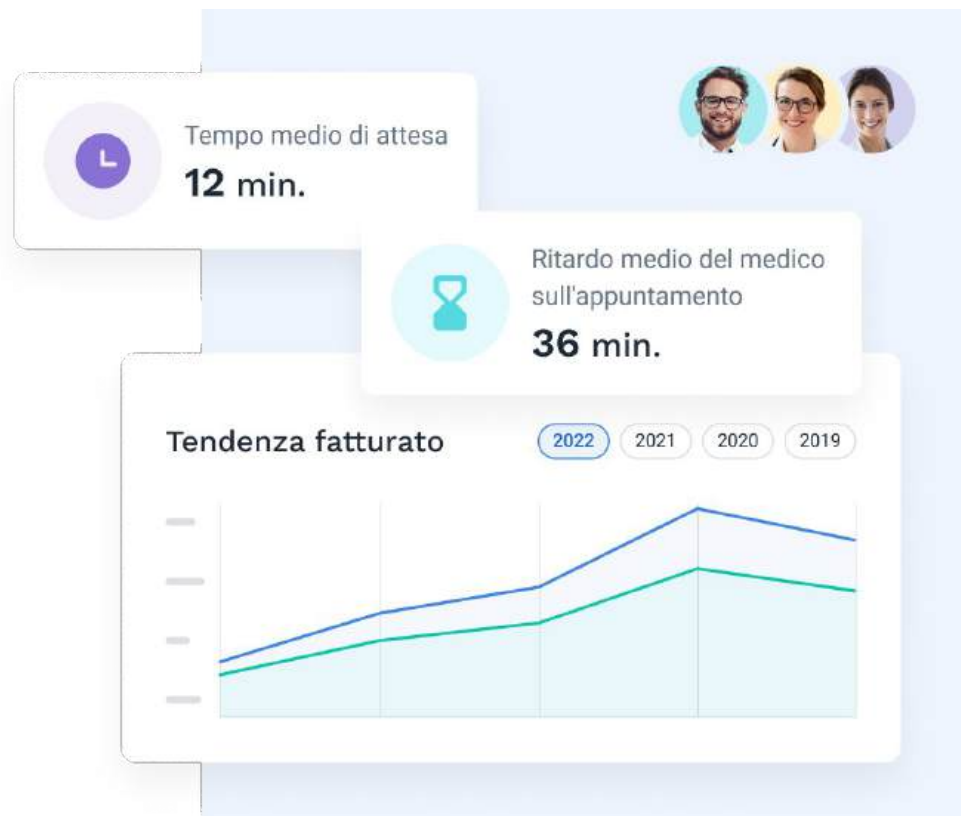 Tempo medio di attesa
12 min.
Ritardo medio del medico
sull'appuntamento
36 min.
Tendenza fatturato
2022 2021 2020 2019